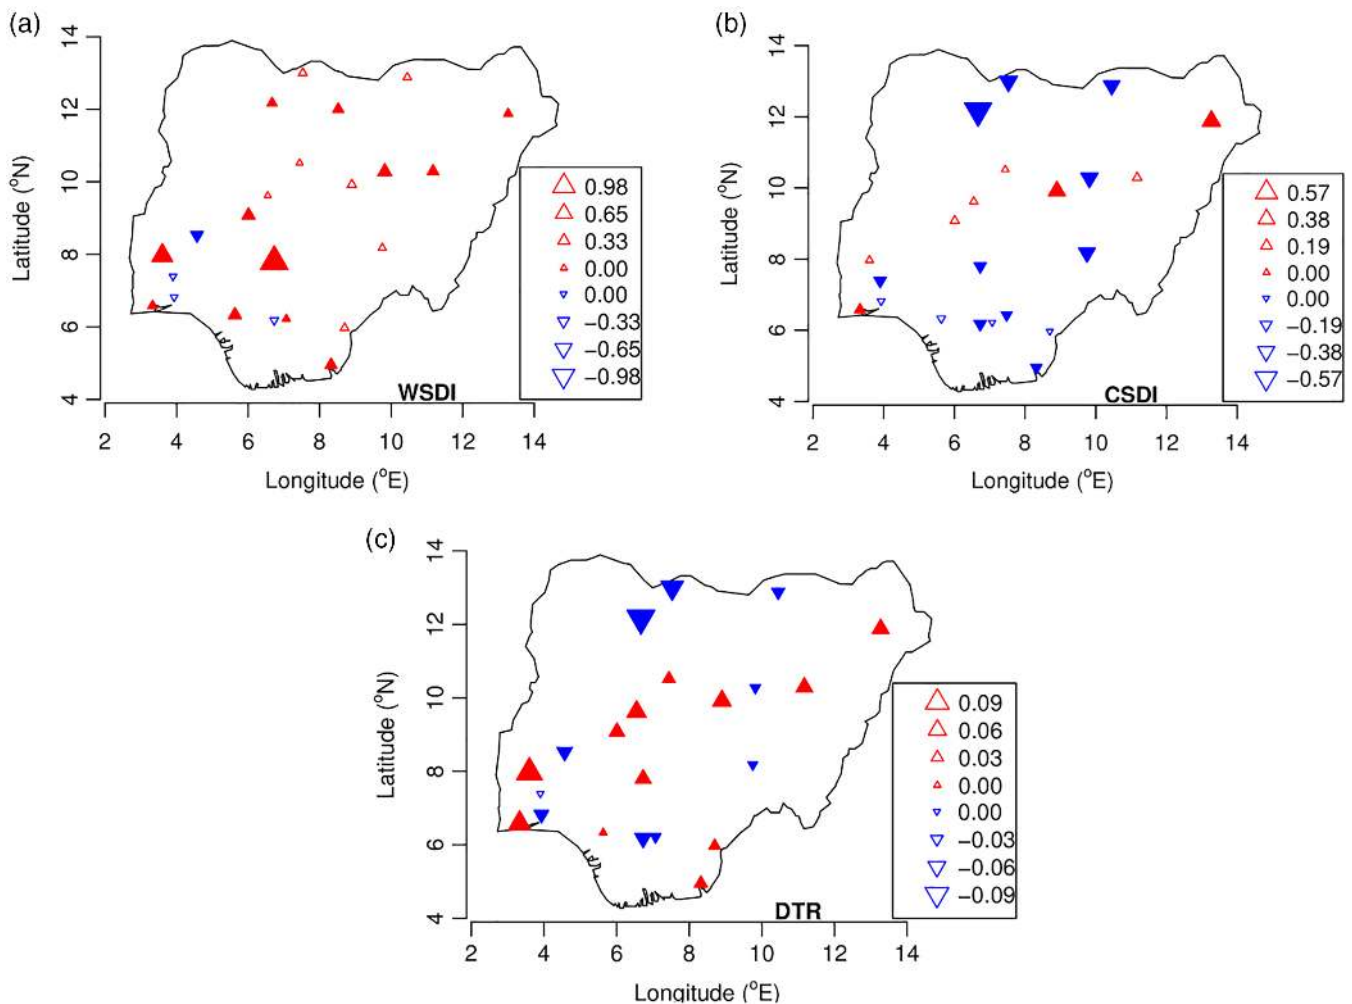 (a)
14
12
10
8
6
4
Latitude (°N)
0.98
0.65
0.33
0.00
0.00
−0.33
−0.65
−0.98
WSDI
2 4 6 8 10 12 14
Longitude (°E)
(b)
14
12
10
8
6
4
Latitude (°N)
0.57
0.38
0.19
0.00
0.00
−0.19
−0.38
−0.57
CSDI
2 4 6 8 10 12 14
Longitude (°E)
(c)
14
12
10
8
6
4
Latitude (°N)
0.09
0.06
0.03
0.00
0.00
−0.03
−0.06
−0.09
DTR
2 4 6 8 10 12 14
Longitude (°E)